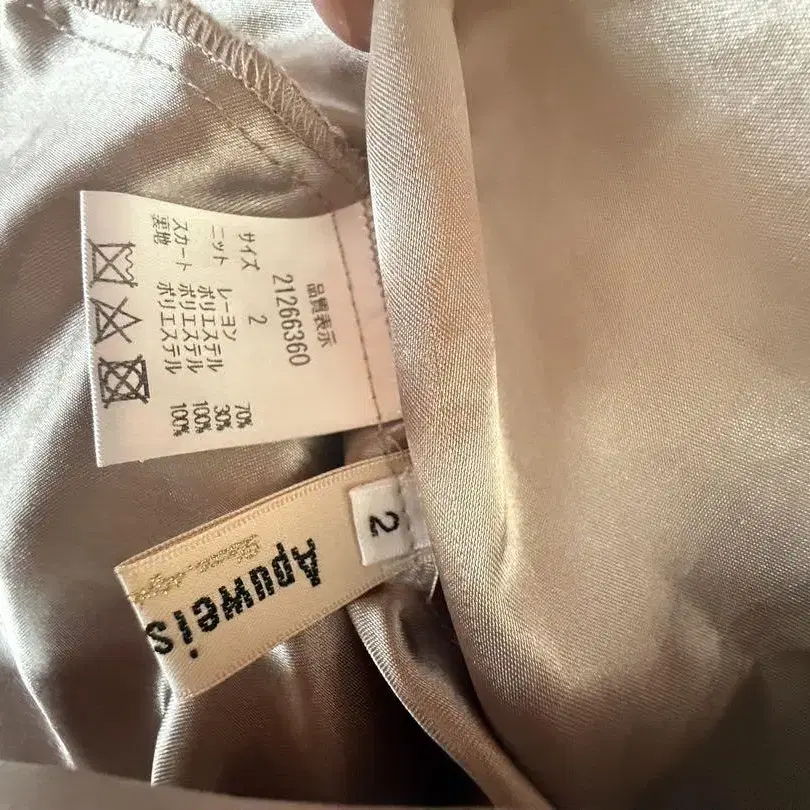 品質表示
21266360
サイズ 2
ニット レーヨン 70%
ポリエステル 30%
スカート ポリエステル 100%
裏地 ポリエステル 100%
2
Apuweis